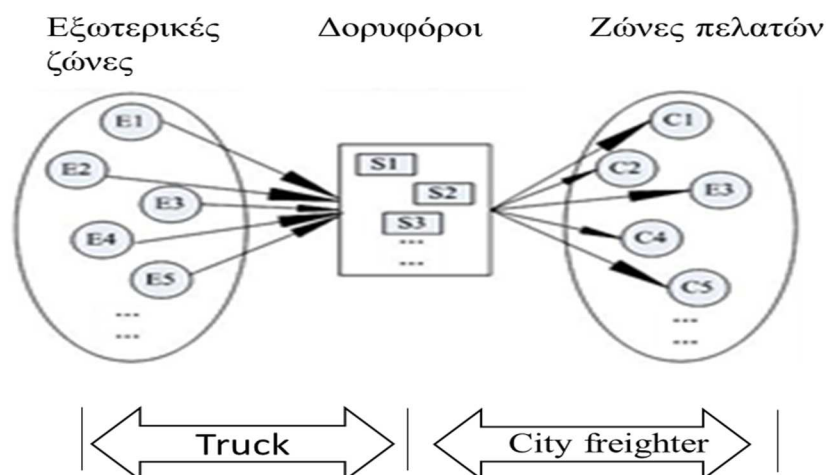 Εξωτερικές
ζώνες
Δορυφόροι
Ζώνες πελατών
E1
E2
E3
E4
E5
...
...
S1
S2
S3
...
...
C1
C2
E3
C4
C5
...
...
Truck
City freighter